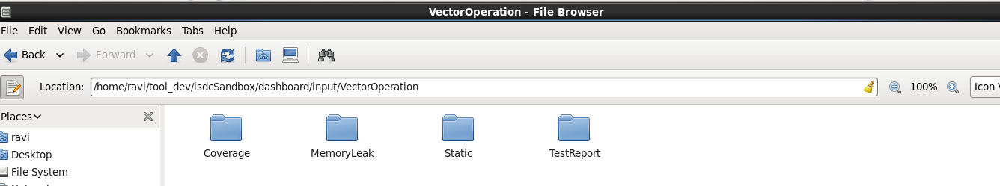 VectorOperation - File Browser
File Edit View Go Bookmarks Tabs Help
Back Forward
Location: /home/ravi/tool_dev/isdcSandbox/dashboard/input/VectorOperation 100% Icon
Places
ravi
Desktop
File System
Coverage MemoryLeak Static TestReport